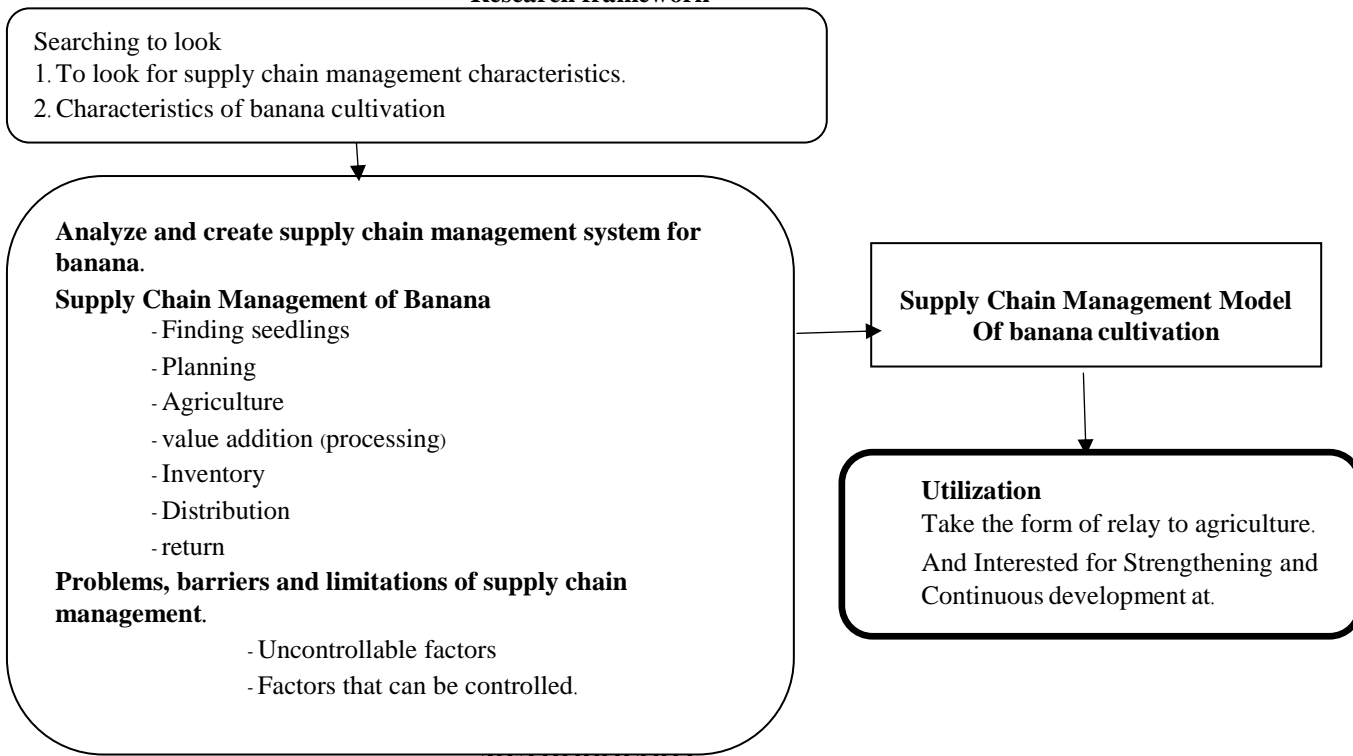 Research framework
Searching to look
1. To look for supply chain management characteristics.
2. Characteristics of banana cultivation
Analyze and create supply chain management system for
banana.
Supply Chain Management of Banana
- Finding seedlings
- Planning
- Agriculture
- value addition (processing)
- Inventory
- Distribution
- return
Problems, barriers and limitations of supply chain
management.
- Uncontrollable factors
- Factors that can be controlled.
Supply Chain Management Model
Of banana cultivation
Utilization
Take the form of relay to agriculture.
And Interested for Strengthening and
Continuous development at.